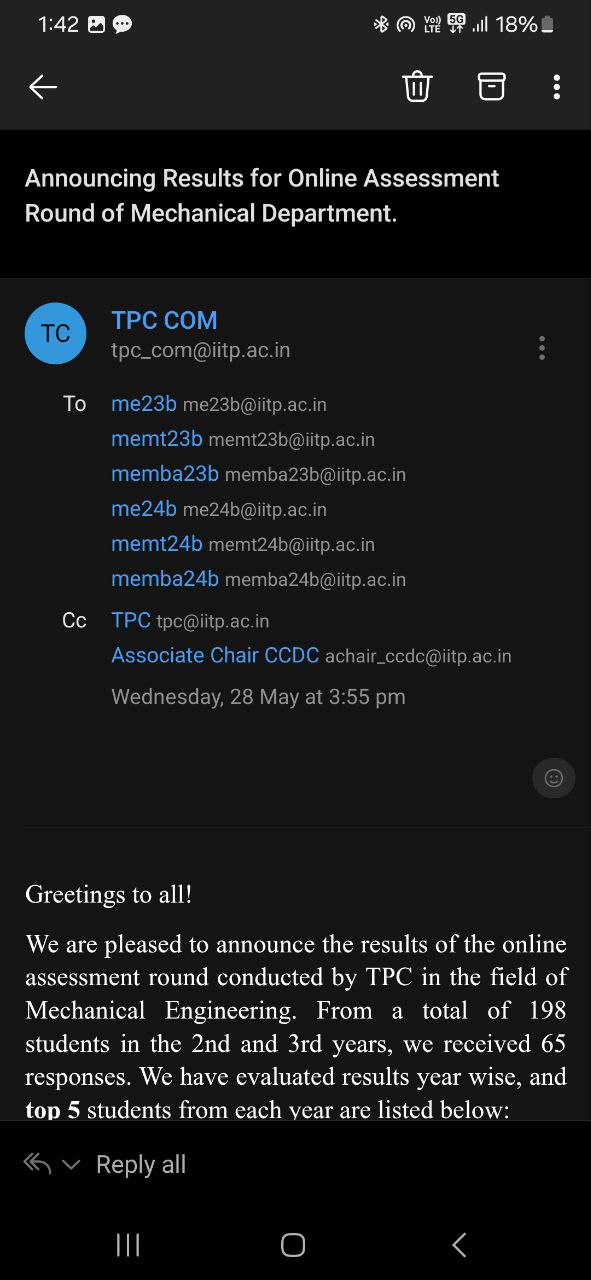 1:42
Vo)) LTE 5G 18%
Announcing Results for Online Assessment
Round of Mechanical Department.
TC
TPC COM
tpc_com@iitp.ac.in
To me23b me23b@iitp.ac.in
memt23b memt23b@iitp.ac.in
memba23b memba23b@iitp.ac.in
me24b me24b@iitp.ac.in
memt24b memt24b@iitp.ac.in
memba24b memba24b@iitp.ac.in
Cc TPC tpc@iitp.ac.in
Associate Chair CCDC achair_ccdc@iitp.ac.in
Wednesday, 28 May at 3:55 pm
Greetings to all!
We are pleased to announce the results of the online
assessment round conducted by TPC in the field of
Mechanical Engineering. From a total of 198
students in the 2nd and 3rd years, we received 65
responses. We have evaluated results year wise, and
top 5 students from each year are listed below:
Reply all